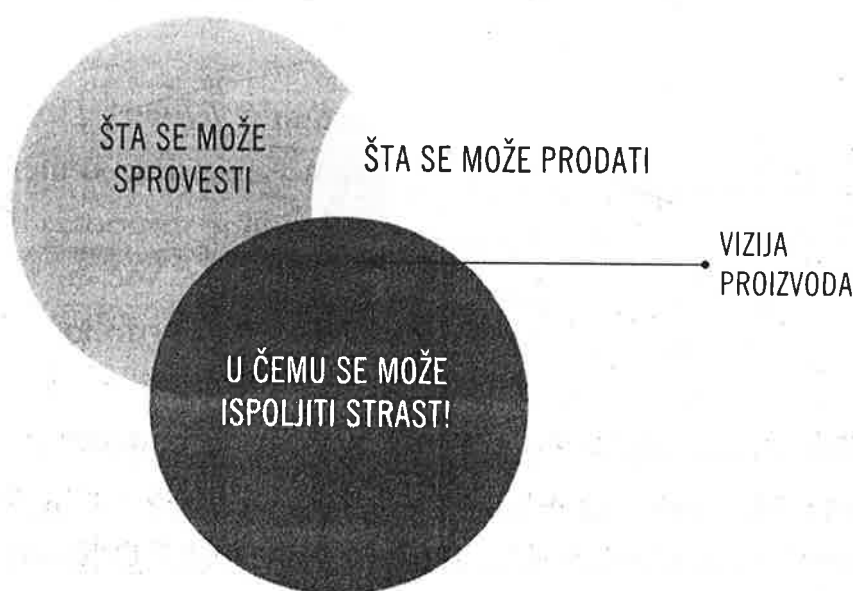 ŠTA SE MOŽE
SPROVESTI
ŠTA SE MOŽE PRODATI
VIZIJA
PROIZVODA
U ČEMU SE MOŽE
ISPOLJITI STRAST!